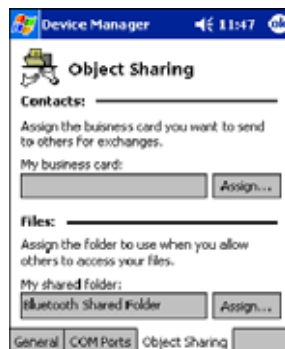 Device Manager 11:47 ok
Object Sharing
Contacts:
Assign the buisness card you want to send
to others for exchanges.
My business card:
Assign...
Files:
Assign the folder to use when you allow
others to access your files.
My shared folder:
Bluetooth Shared Folder Assign...
General COM Ports Object Sharing